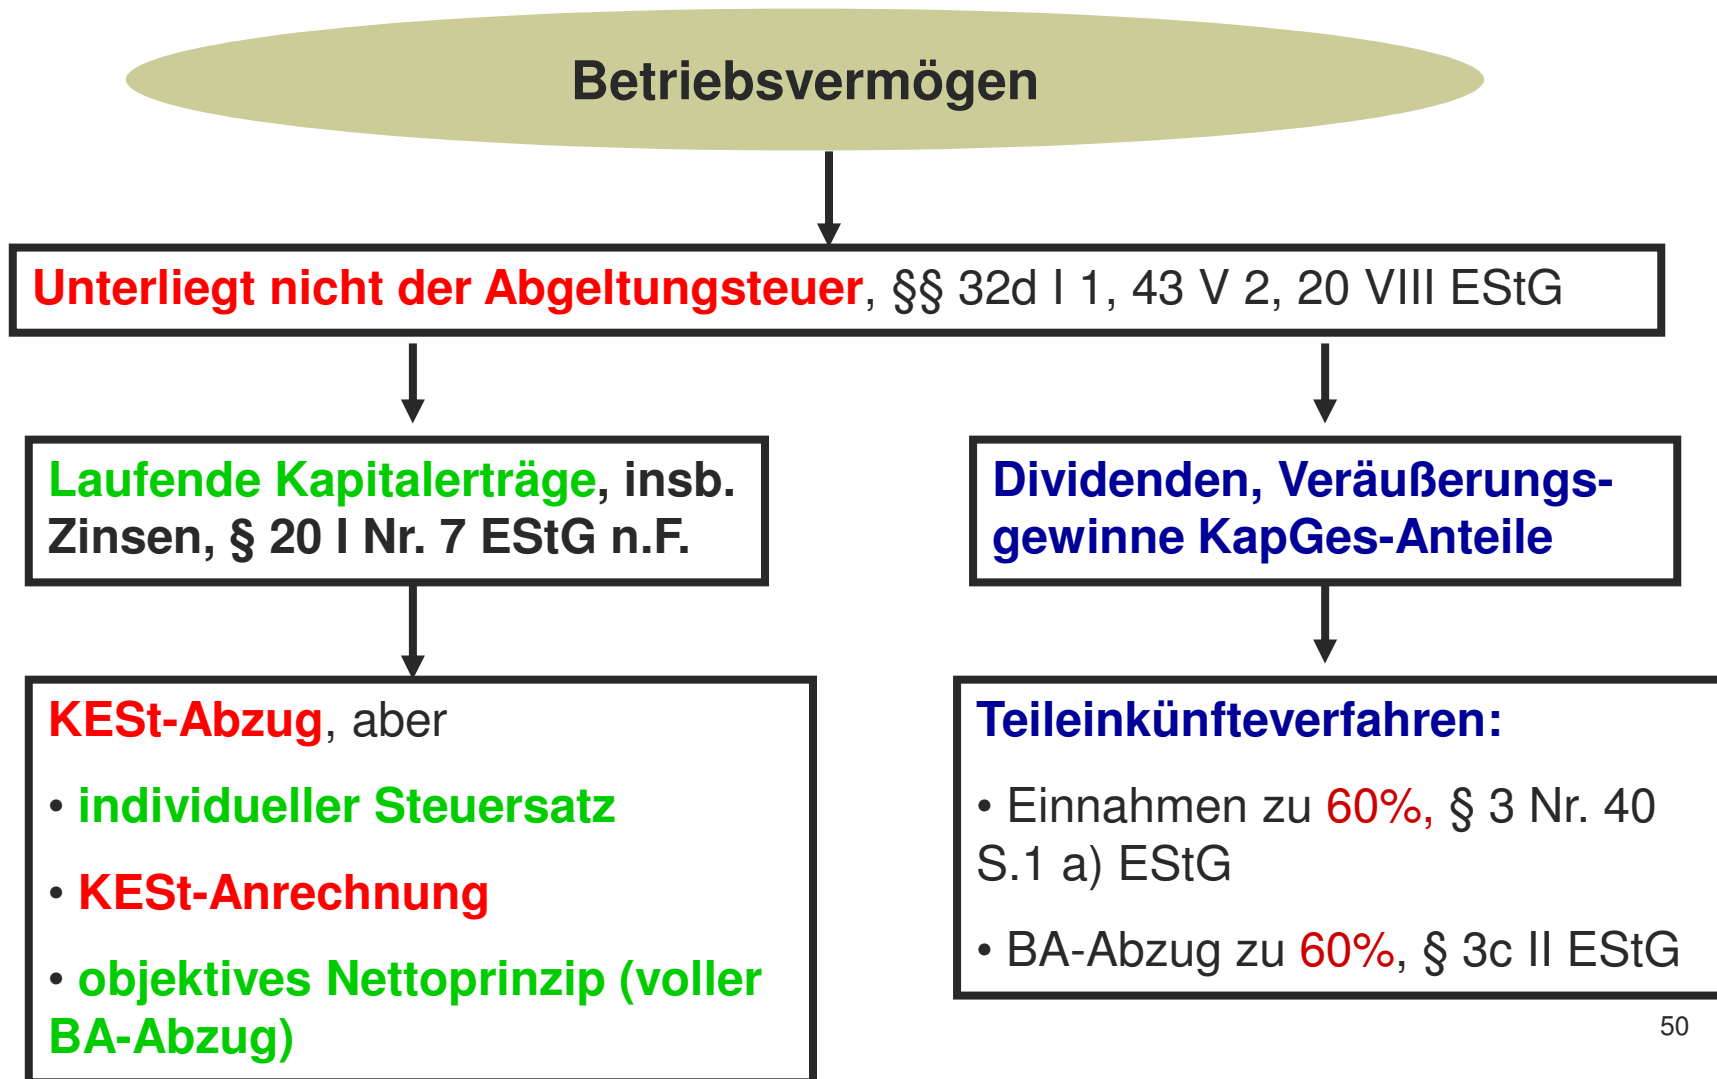 Betriebsvermögen
Unterliegt nicht der Abgeltungsteuer, §§ 32d I 1, 43 V 2, 20 VIII EStG
Laufende Kapitalerträge, insb.
Zinsen, § 20 I Nr. 7 EStG n.F.
Dividenden, Veräußerungs-
gewinne KapGes-Anteile
KESt-Abzug, aber
• individueller Steuersatz
• KESt-Anrechnung
• objektives Nettoprinzip (voller
BA-Abzug)
Teileinkünfteverfahren:
• Einnahmen zu 60%, § 3 Nr. 40
S.1 a) EStG
• BA-Abzug zu 60%, § 3c II EStG
50